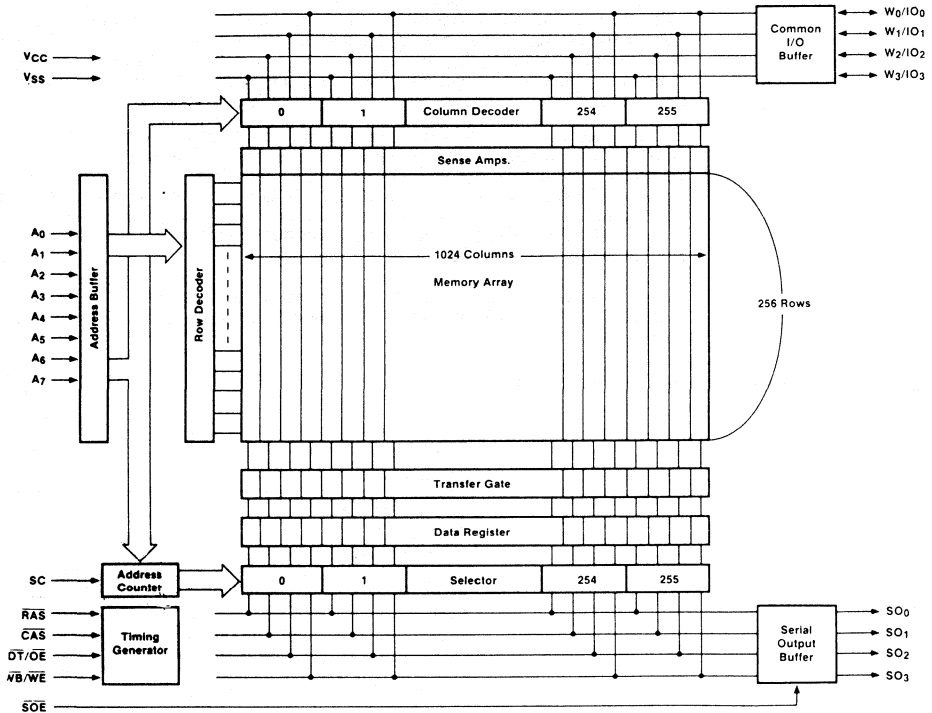 W0/IO0
W1/IO1
W2/IO2
W3/IO3
Common
I/O
Buffer
VCC
VSS
0
1
Column Decoder
254
255
Sense Amps.
Address Buffer
Row Decoder
A0
A1
A2
A3
A4
A5
A6
A7
1024 Columns
Memory Array
256 Rows
Transfer Gate
Data Register
SC
Address
Counter
0
1
Selector
254
255
RAS
CAS
DT/OE
WB/WE
SOE
Timing
Generator
Serial
Output
Buffer
SO0
SO1
SO2
SO3